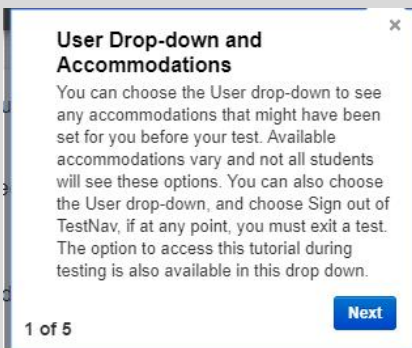 User Drop-down and
Accommodations
You can choose the User drop-down to see
any accommodations that might have been
set for you before your test. Available
accommodations vary and not all students
will see these options. You can also choose
the User drop-down, and choose Sign out of
TestNav, if at any point, you must exit a test.
The option to access this tutorial during
testing is also available in this drop down.
Next
1 of 5